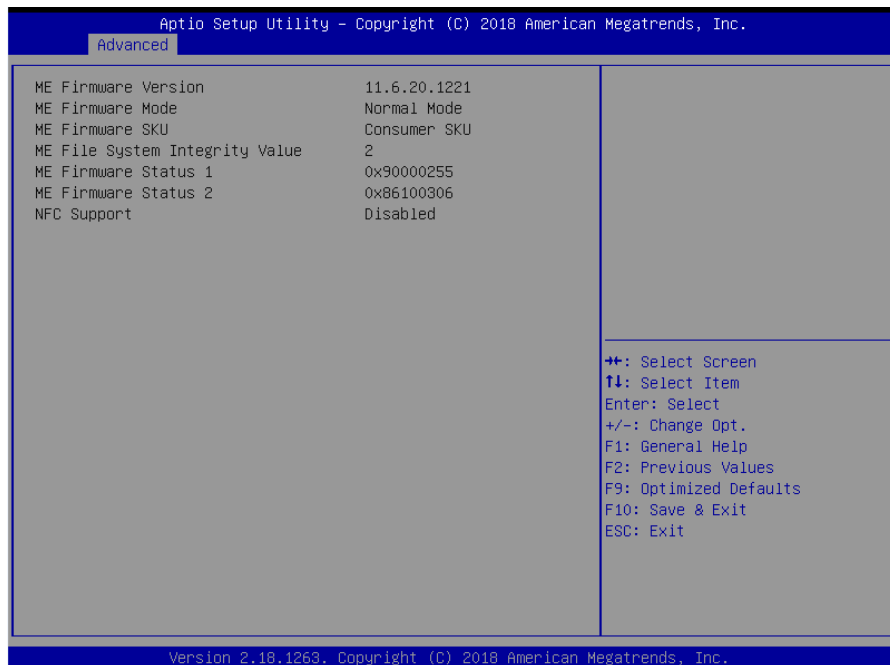 Aptio Setup Utility – Copyright (C) 2018 American Megatrends, Inc.
Advanced
ME Firmware Version 11.6.20.1221
ME Firmware Mode Normal Mode
ME Firmware SKU Consumer SKU
ME File System Integrity Value 2
ME Firmware Status 1 0x90000255
ME Firmware Status 2 0x86100306
NFC Support Disabled
→←: Select Screen
↑↓: Select Item
Enter: Select
+/-: Change Opt.
F1: General Help
F2: Previous Values
F9: Optimized Defaults
F10: Save & Exit
ESC: Exit
Version 2.18.1263. Copyright (C) 2018 American Megatrends, Inc.